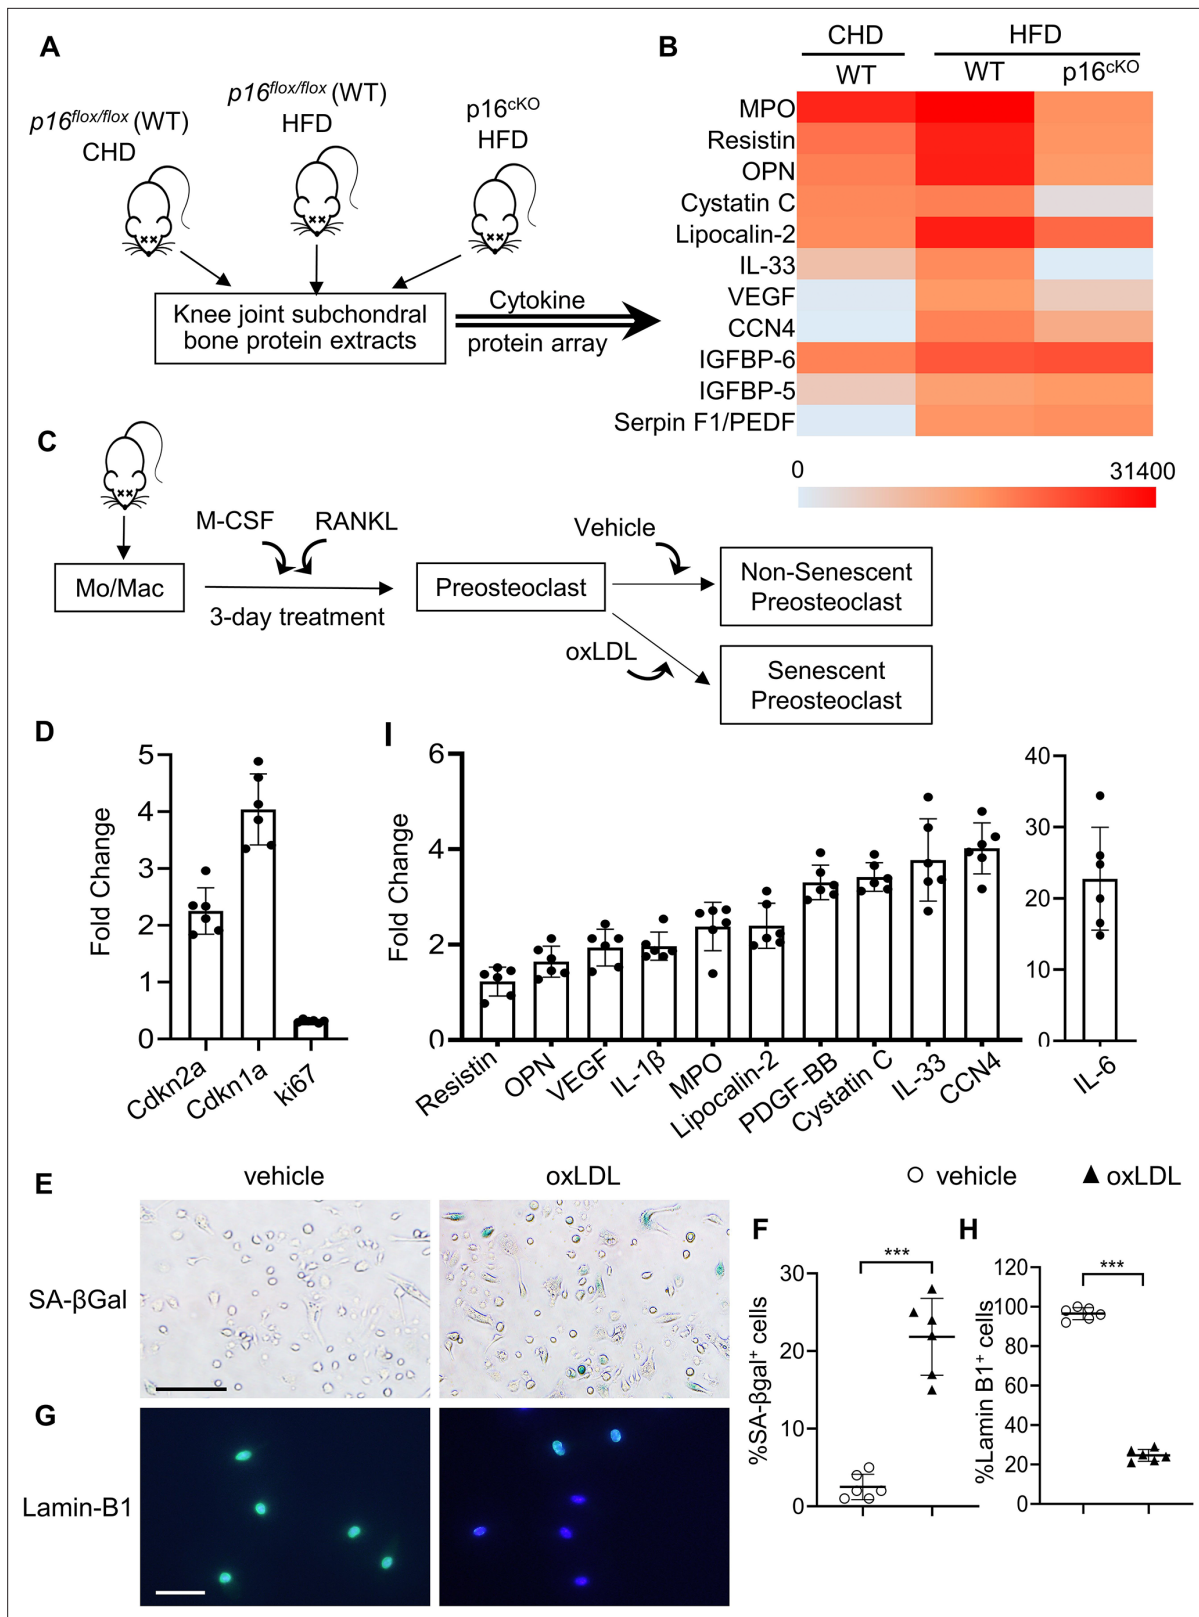 A
p16flox/flox (WT)
CHD
p16flox/flox (WT)
HFD
p16cKO
HFD
Knee joint subchondral
bone protein extracts
Cytokine
protein array
B
CHD
HFD
WT
WT
p16cKO
MPO
Resistin
OPN
Cystatin C
Lipocalin-2
IL-33
VEGF
CCN4
IGFBP-6
IGFBP-5
Serpin F1/PEDF
0
31400
C
Mo/Mac
M-CSF
RANKL
3-day treatment
Preosteoclast
Vehicle
oxLDL
Non-Senescent
Preosteoclast
Senescent
Preosteoclast
D
Fold Change
5
4
3
2
1
0
Cdkn2a
Cdkn1a
ki67
I
Fold Change
6
4
2
0
Resistin
OPN
VEGF
IL-1β
MPO
Lipocalin-2
PDGF-BB
Cystatin C
IL-33
CCN4
40
30
20
10
0
IL-6
E
vehicle
oxLDL
SA-βGal
G
Lamin-B1
vehicle
oxLDL
F
%SA-βgal+ cells
30
20
10
0
***
H
%Lamin B1+ cells
120
100
80
60
40
20
0
***